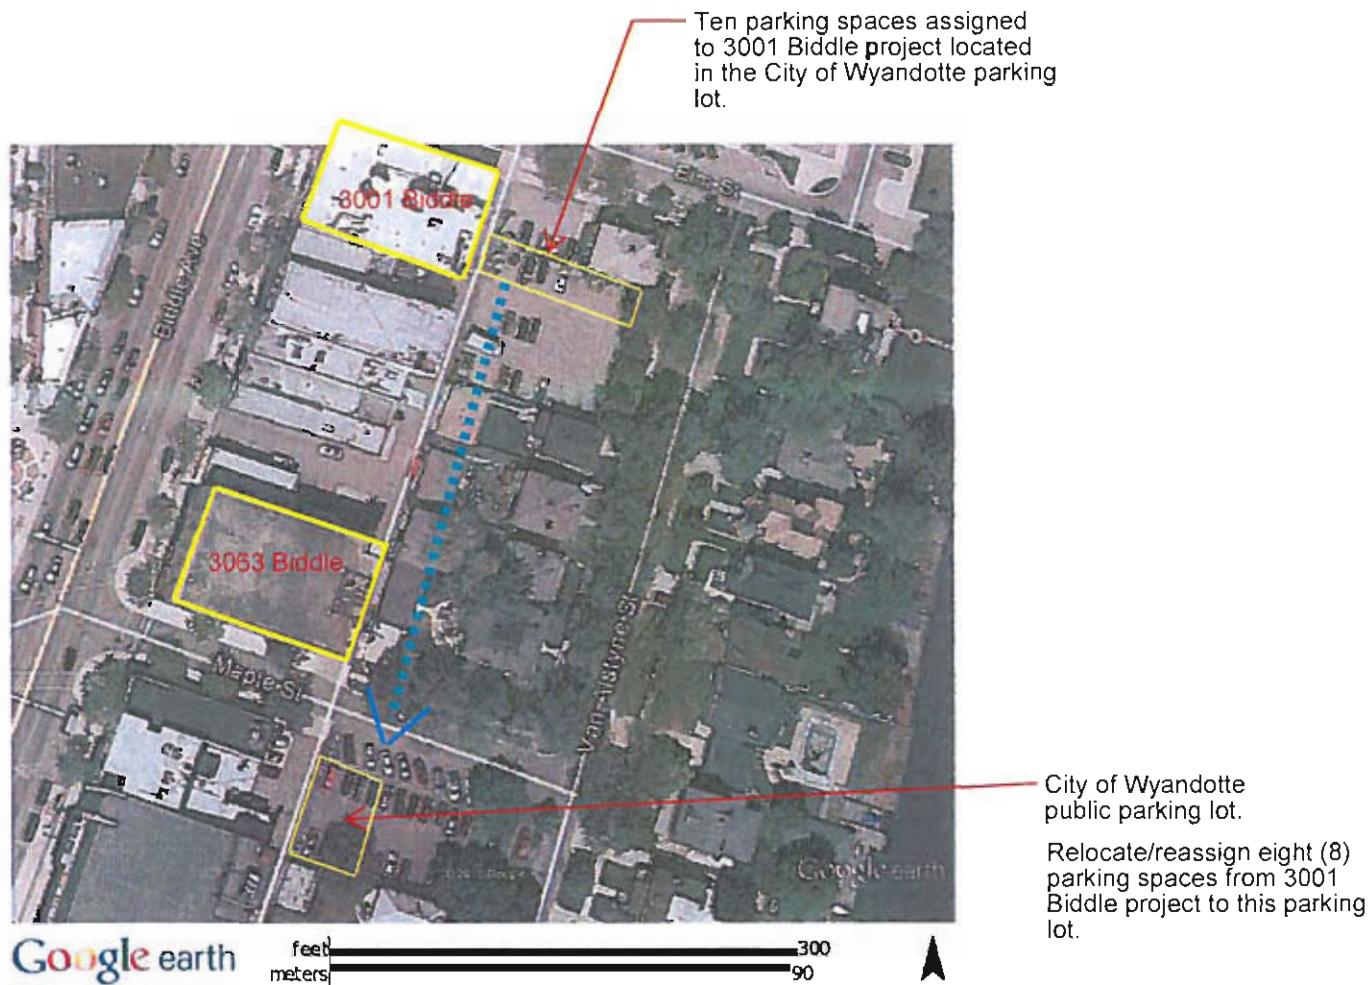 Ten parking spaces assigned
to 3001 Biddle project located
in the City of Wyandotte parking
lot.
Elm St
3001 Biddle
Biddle Ave
3063 Biddle
Maple St
Van Alstyne St
City of Wyandotte
public parking lot.
Relocate/reassign eight (8)
parking spaces from 3001
Biddle project to this parking
lot.
Google earth
Google earth
feet 300
meters 90